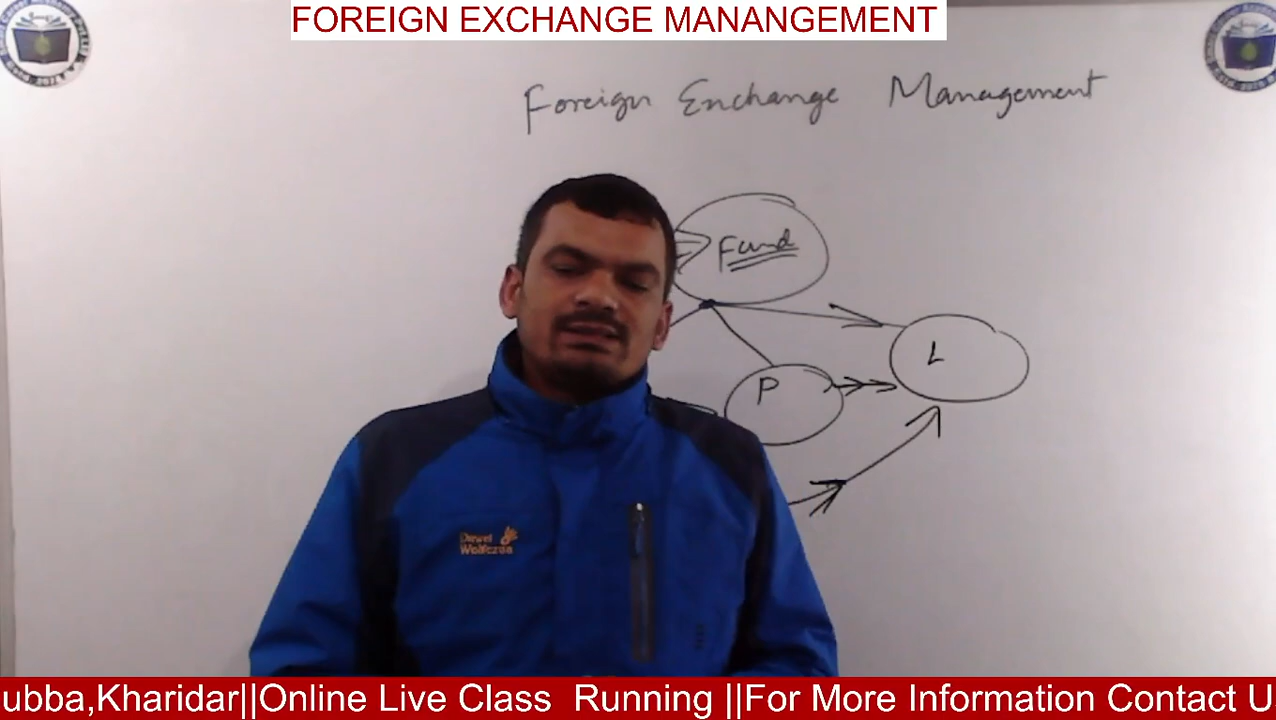 FOREIGN EXCHANGE MANANGEMENT
Foreign Exchange Management
Fund
L
P
ubba,Kharidar||Online Live Class Running ||For More Information Contact U